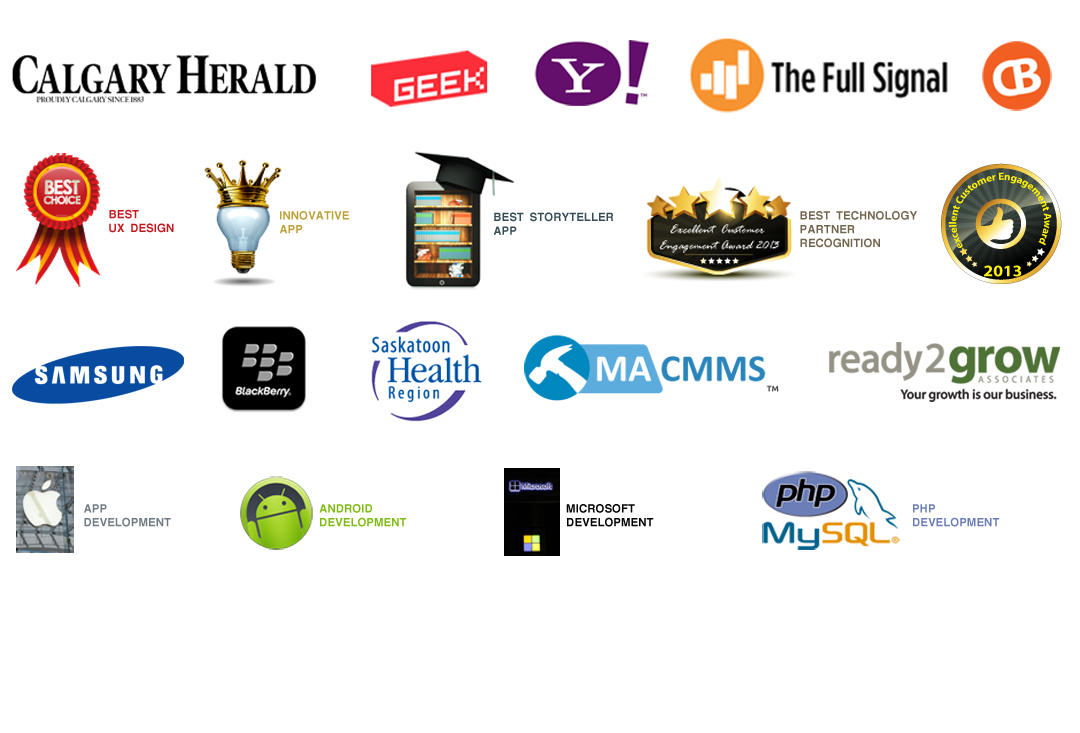 CALGARY HERALD
PROUDLY CALGARY SINCE 1883
GEEK
Y!
TM
The Full Signal
CB
BEST
CHOICE
BEST
UX DESIGN
INNOVATIVE
APP
BEST STORYTELLER
APP
Excellent Customer
Engagement Award 2013
BEST TECHNOLOGY
PARTNER
RECOGNITION
Excellent Customer Engagement Award
2013
SAMSUNG
BlackBerry.
Saskatoon
Health
Region
MACMMS
TM
ready2grow
ASSOCIATES
Your growth is our business.
APP
DEVELOPMENT
ANDROID
DEVELOPMENT
Microsoft
MICROSOFT
DEVELOPMENT
php
MySQL®
PHP
DEVELOPMENT